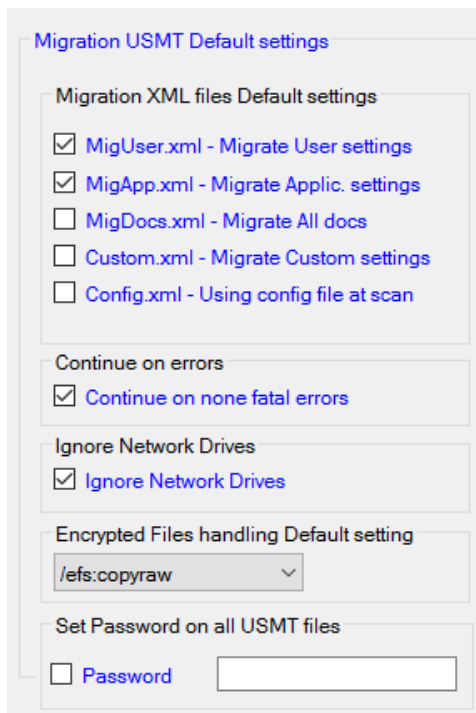 Migration USMT Default settings
Migration XML files Default settings
MigUser.xml - Migrate User settings
MigApp.xml - Migrate Applic. settings
MigDocs.xml - Migrate All docs
Custom.xml - Migrate Custom settings
Config.xml - Using config file at scan
Continue on errors
Continue on none fatal errors
Ignore Network Drives
Ignore Network Drives
Encrypted Files handling Default setting
/efs:copyraw
Set Password on all USMT files
Password